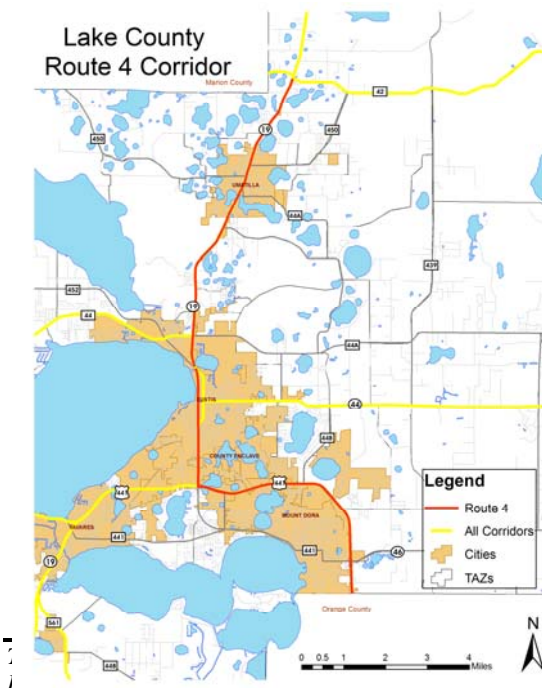 Lake County
Route 4 Corridor
Marion County
42
19
450
450
UMATILLA
44A
439
452
19
44
44A
EUSTIS
44
COUNTY ENCLAVE
448
441
441
MOUNT DORA
TAVARES
441
441
46
19
561
448
Orange County
Legend
Route 4
All Corridors
Cities
TAZs
N
0 0.5 1 2 3 4
Miles